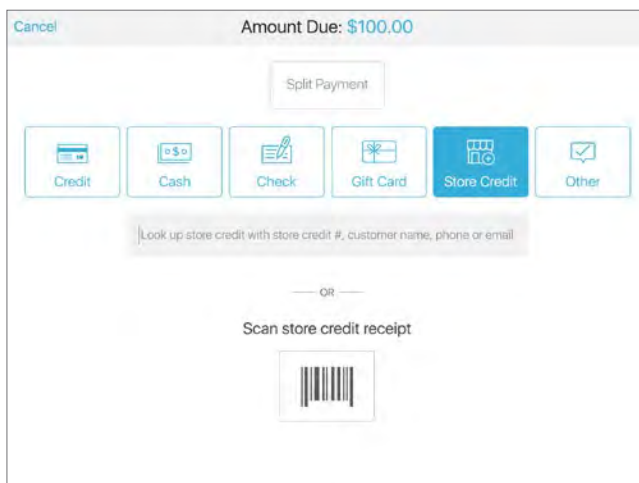 Cancel
Amount Due: $100.00
Split Payment
Credit
Cash
Check
Gift Card
Store Credit
Other
Look up store credit with store credit #, customer name, phone or email
OR
Scan store credit receipt